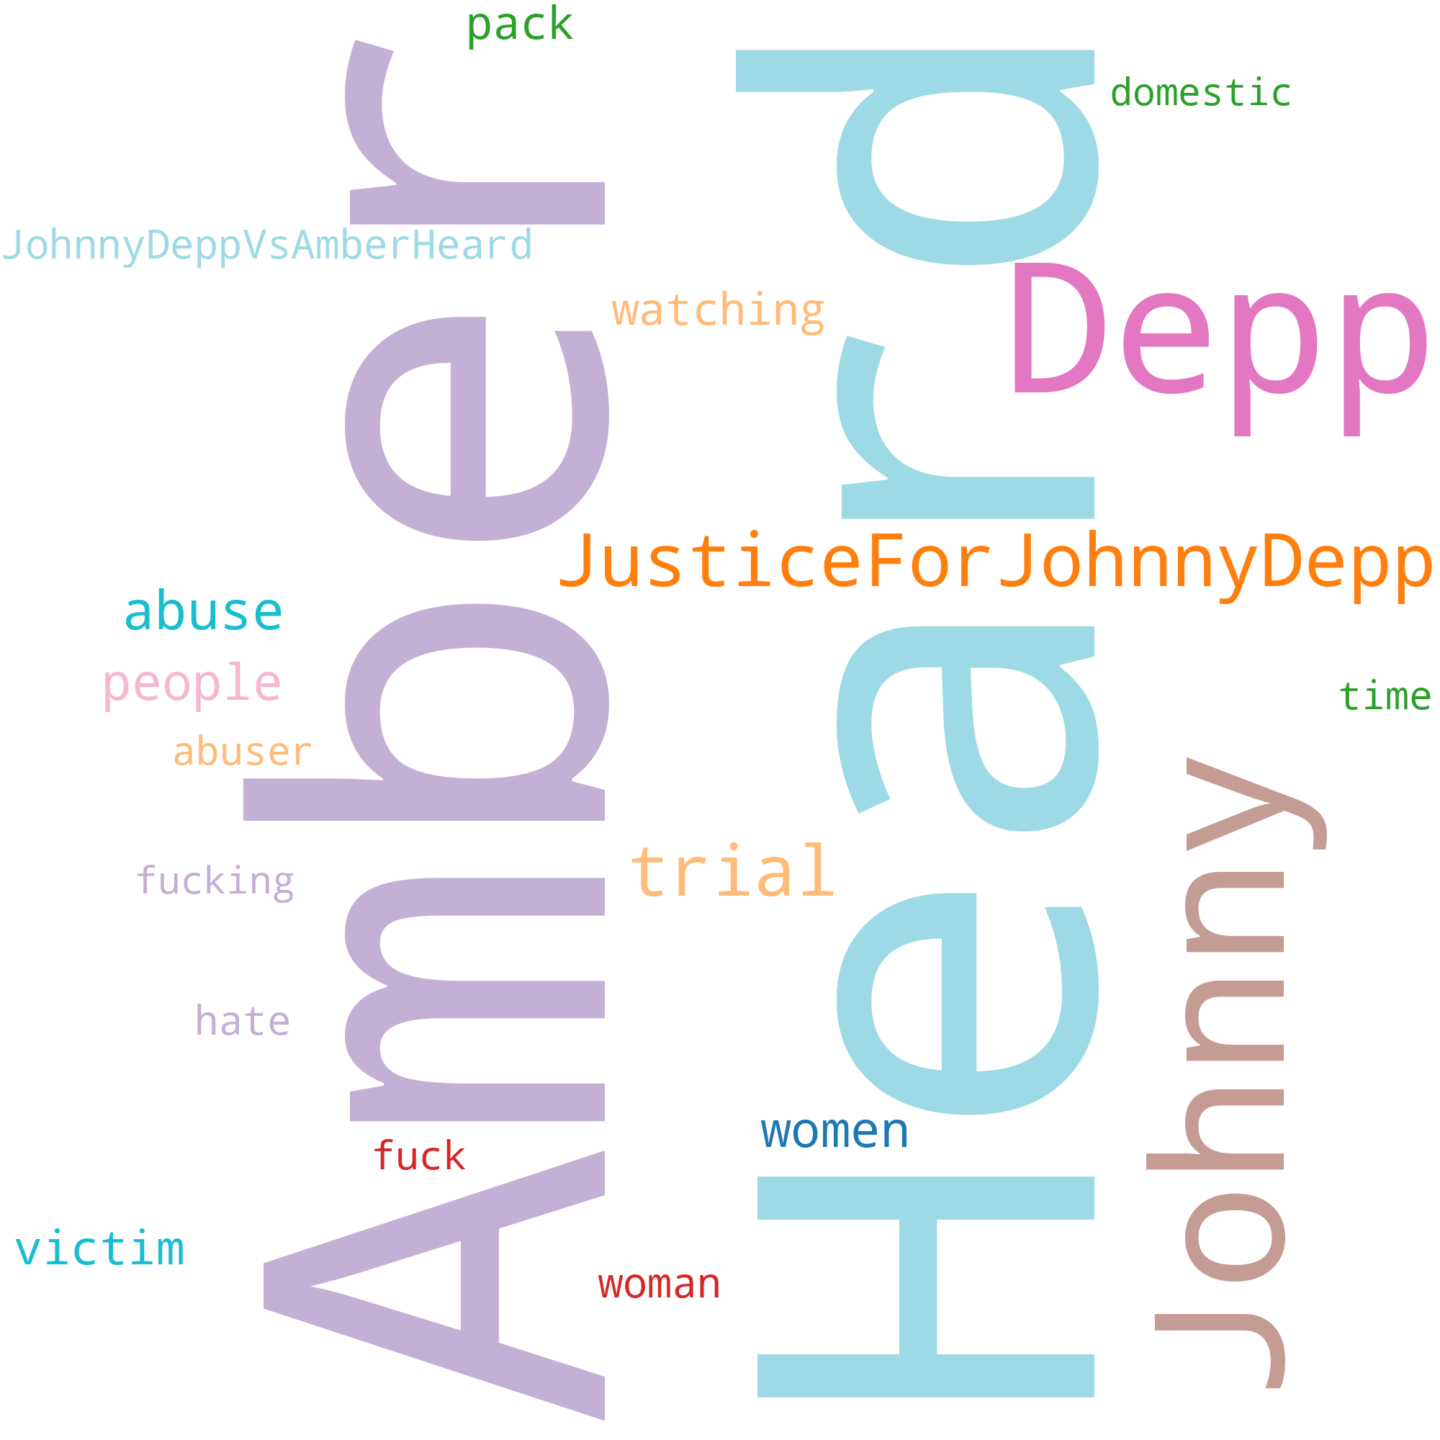 pack
domestic
JohnnyDeppVsAmberHeard
watching
Depp
JusticeForJohnnyDepp
abuse
people
time
abuser
trial
fucking
hate
women
fuck
victim
woman
Amber
Heard
Johnny